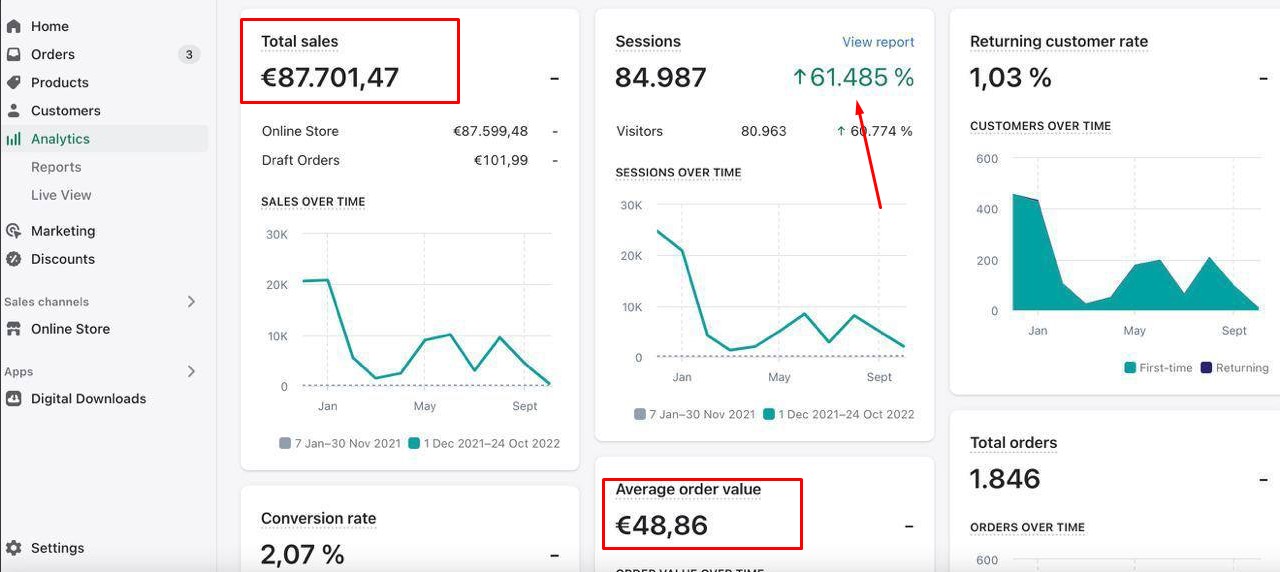 Home
Orders 3
Products
Customers
Analytics
Reports
Live View
Marketing
Discounts
Sales channels
Online Store
Apps
Digital Downloads
Settings
Total sales
€87.701,47 –
Online Store €87.599,48 -
Draft Orders €101,99 -
SALES OVER TIME
30K
20K
10K
0
Jan May Sept
7 Jan–30 Nov 2021 1 Dec 2021–24 Oct 2022
Conversion rate
2,07 % –
Sessions View report
84.987 ↑61.485 %
Visitors 80.963 ↑ 60.774 %
SESSIONS OVER TIME
30K
20K
10K
0
Jan May Sept
7 Jan–30 Nov 2021 1 Dec 2021–24 Oct 2022
Average order value
€48,86 –
ORDER VALUE OVER TIME
Returning customer rate
1,03 % –
CUSTOMERS OVER TIME
600
400
200
0
Jan May Sept
First-time Returning
Total orders
1.846 –
ORDERS OVER TIME
600